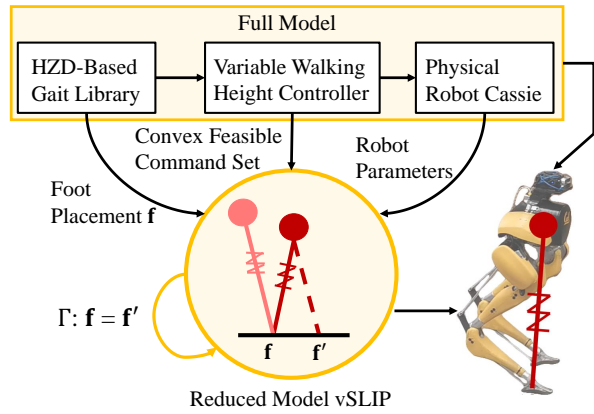 Full Model
HZD-Based
Gait Library
Variable Walking
Height Controller
Physical
Robot Cassie
Convex Feasible
Command Set
Robot
Parameters
Foot
Placement f
Γ: f = f′
f
f′
Reduced Model vSLIP